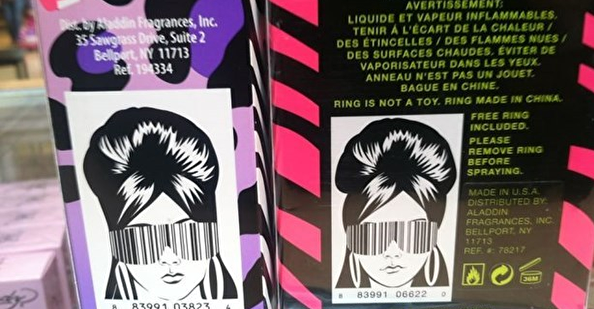 Dist. by Aladdin Fragrances, Inc.
35 Sawgrass Drive, Suite 2
Bellport, NY 11713
Ref. 194334
8 83991 03823 4
AVERTISSEMENT:
LIQUIDE ET VAPEUR INFLAMMABLES.
TENIR À L'ÉCART DE LA CHALEUR /
DES ÉTINCELLES / DES FLAMMES NUES /
DES SURFACES CHAUDES. ÉVITER DE
VAPORISATEUR DANS LES YEUX.
ANNEAU N'EST PAS UN JOUET.
BAGUE EN CHINE.
RING IS NOT A TOY. RING MADE IN CHINA.
FREE RING
INCLUDED.
PLEASE
REMOVE RING
BEFORE
SPRAYING.
MADE IN U.S.A.
DISTRIBUTED BY:
ALADDIN
FRAGRANCES, INC.
BELLPORT, NY
11713
REF. #: 78217
36M
8 83991 06622 0